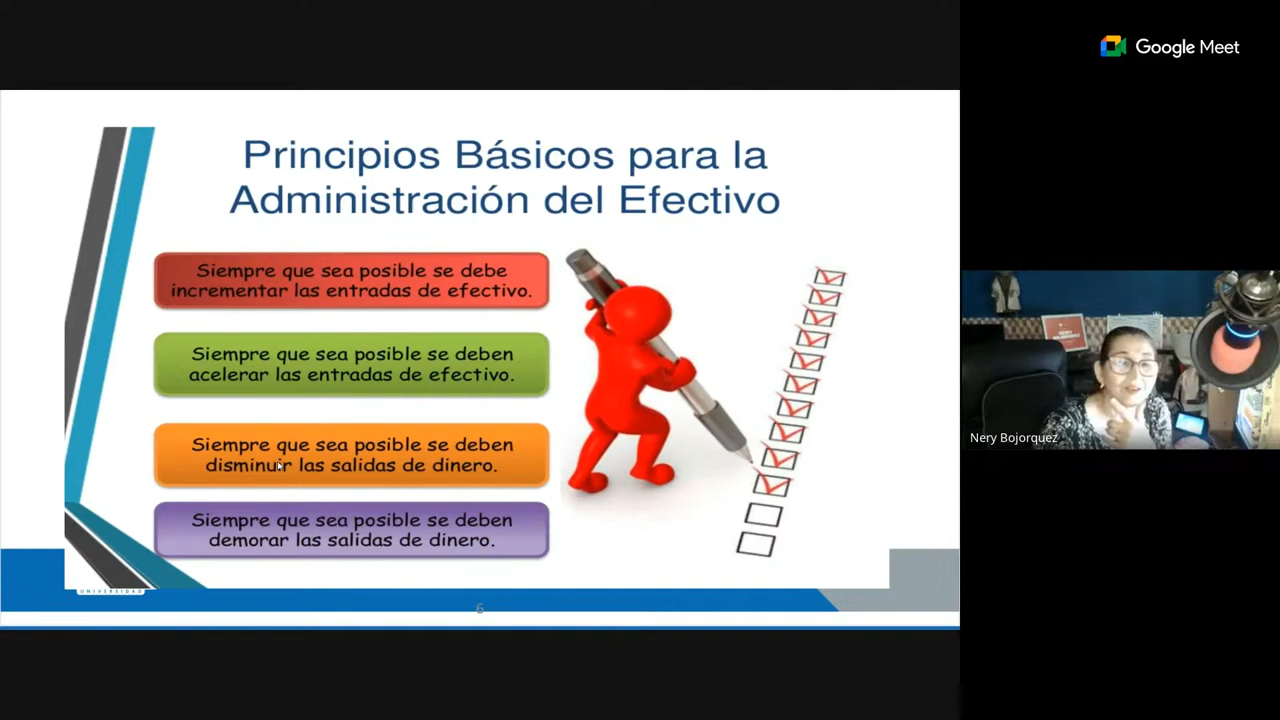 Google Meet
Principios Básicos para la
Administración del Efectivo
Siempre que sea posible se debe
incrementar las entradas de efectivo.
Siempre que sea posible se deben
acelerar las entradas de efectivo.
Siempre que sea posible se deben
disminuir las salidas de dinero.
Siempre que sea posible se deben
demorar las salidas de dinero.
UNIVERSIDAD
6
Nery Bojorquez